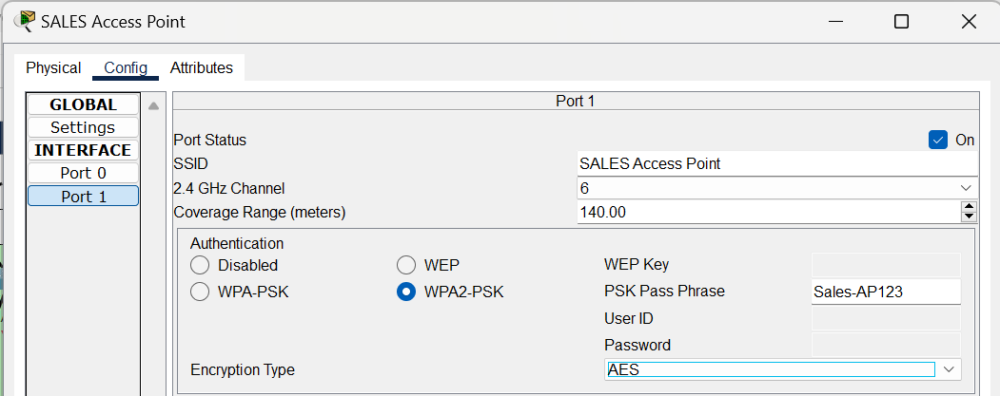 SALES Access Point
Physical Config Attributes
GLOBAL
Settings
INTERFACE
Port 0
Port 1
Port 1
Port Status On
SSID SALES Access Point
2.4 GHz Channel 6
Coverage Range (meters) 140.00
Authentication
Disabled WEP WEP Key
WPA-PSK WPA2-PSK PSK Pass Phrase Sales-AP123
User ID
Password
Encryption Type AES